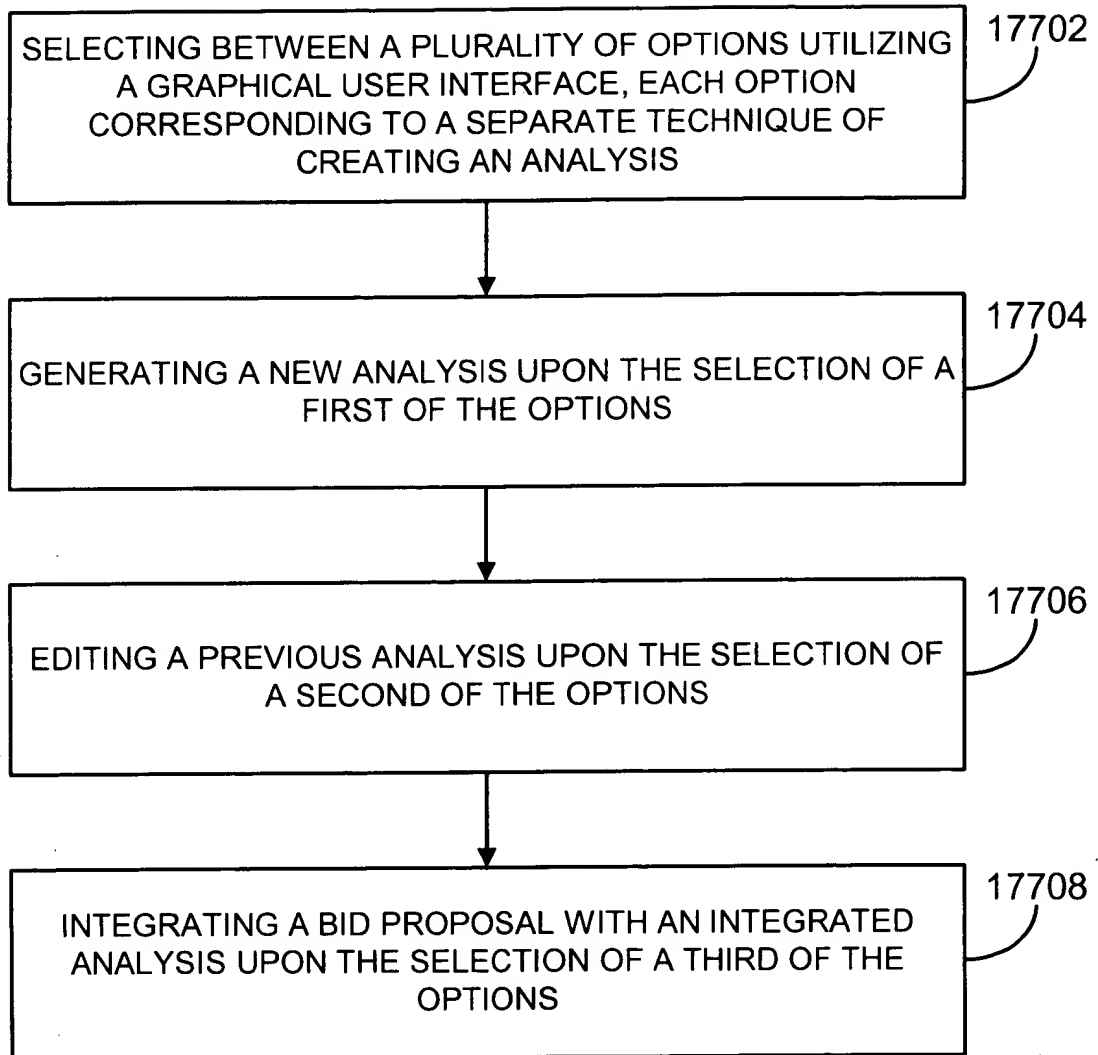 SELECTING BETWEEN A PLURALITY OF OPTIONS UTILIZING
A GRAPHICAL USER INTERFACE, EACH OPTION
CORRESPONDING TO A SEPARATE TECHNIQUE OF
CREATING AN ANALYSIS
17702
GENERATING A NEW ANALYSIS UPON THE SELECTION OF A
FIRST OF THE OPTIONS
17704
EDITING A PREVIOUS ANALYSIS UPON THE SELECTION OF
A SECOND OF THE OPTIONS
17706
INTEGRATING A BID PROPOSAL WITH AN INTEGRATED
ANALYSIS UPON THE SELECTION OF A THIRD OF THE
OPTIONS
17708